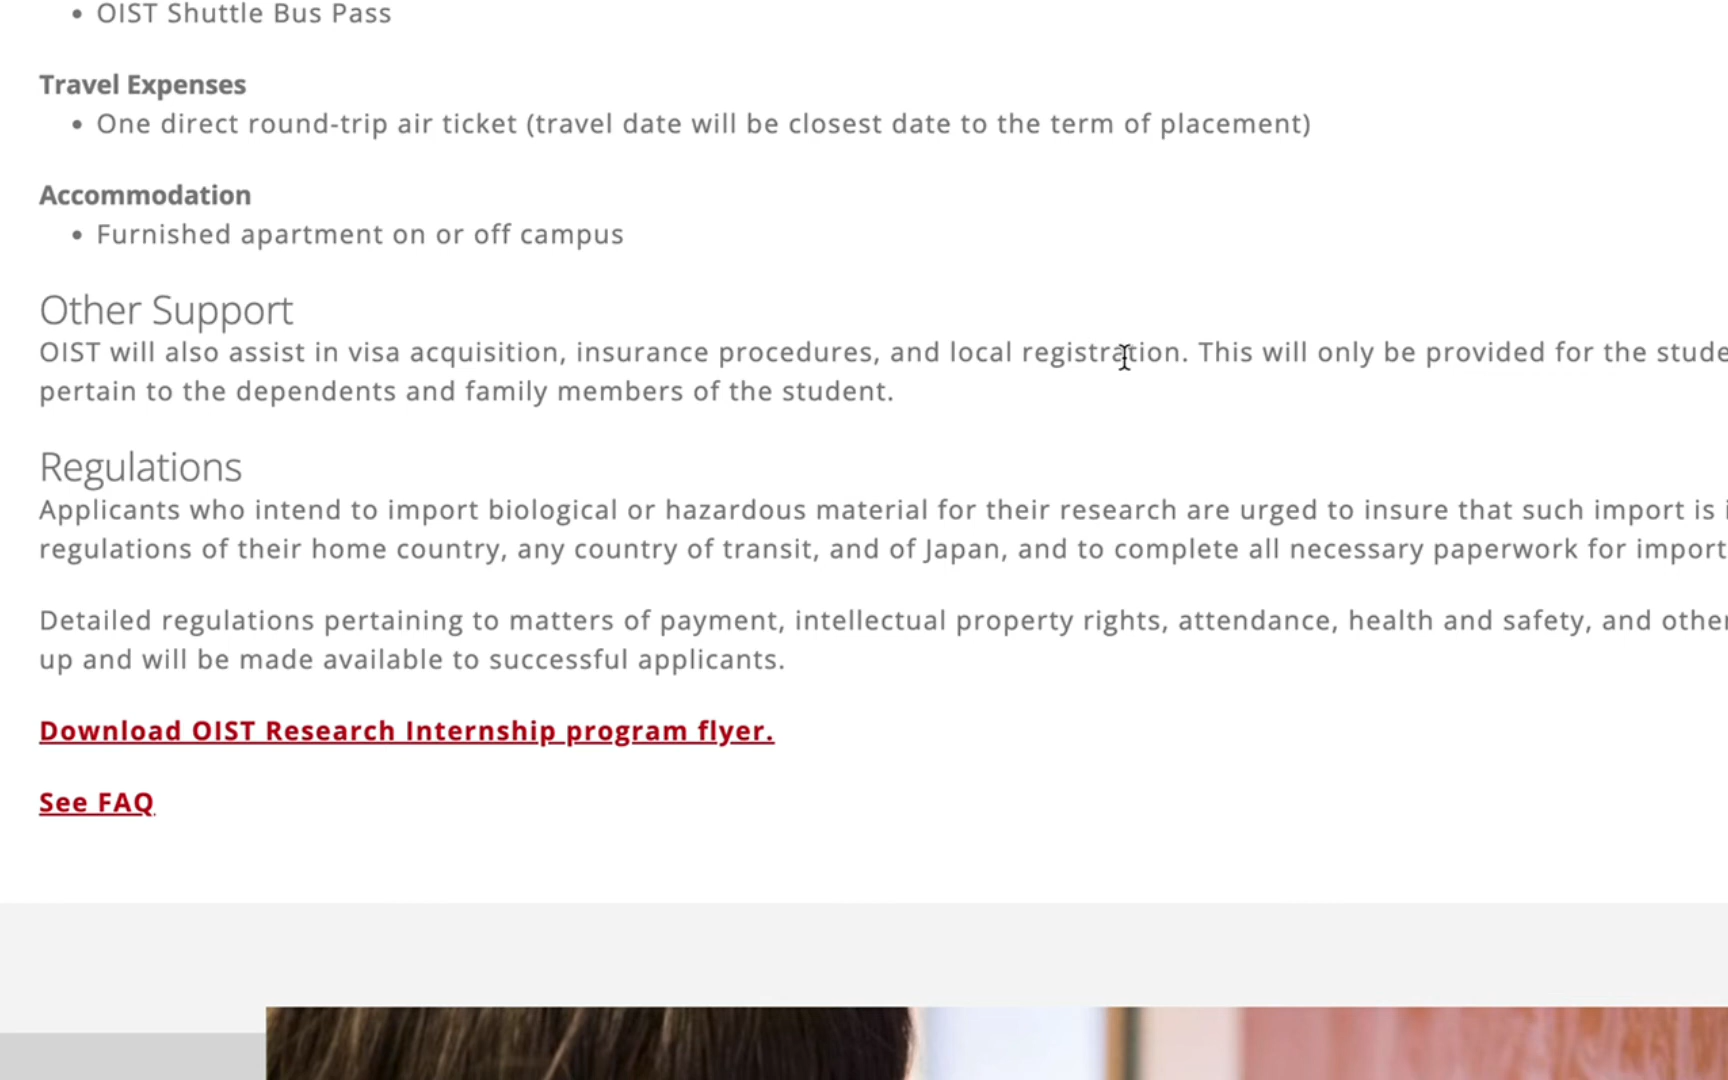 • OIST Shuttle Bus Pass
Travel Expenses
• One direct round-trip air ticket (travel date will be closest date to the term of placement)
Accommodation
• Furnished apartment on or off campus
Other Support
OIST will also assist in visa acquisition, insurance procedures, and local registration. This will only be provided for the
pertain to the dependents and family members of the student.
Regulations
Applicants who intend to import biological or hazardous material for their research are urged to insure that such import is
regulations of their home country, any country of transit, and of Japan, and to complete all necessary paperwork for import
Detailed regulations pertaining to matters of payment, intellectual property rights, attendance, health and safety, and other
up and will be made available to successful applicants.
Download OIST Research Internship program flyer.
See FAQ